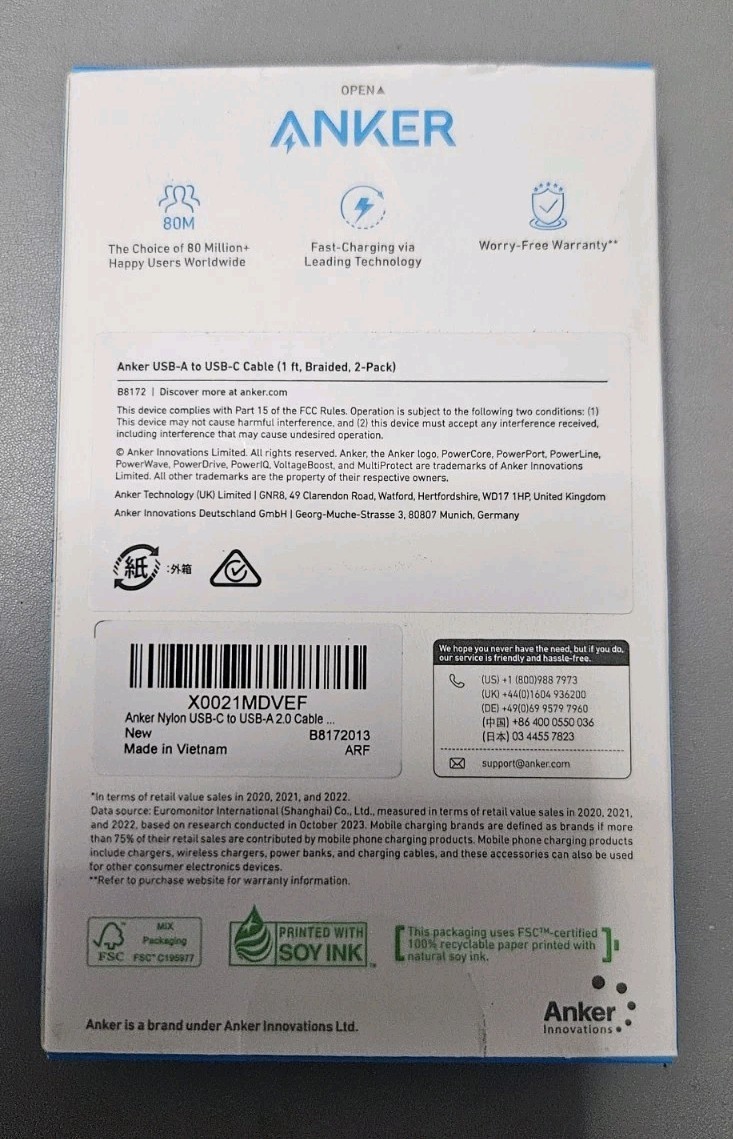 OPEN
ANKER
80M
The Choice of 80 Million+
Happy Users Worldwide
Fast-Charging via
Leading Technology
Worry-Free Warranty**
Anker USB-A to USB-C Cable (1 ft, Braided, 2-Pack)
B8172 | Discover more at anker.com
This device complies with Part 15 of the FCC Rules. Operation is subject to the following two conditions: (1)
This device may not cause harmful interference, and (2) this device must accept any interference received,
including interference that may cause undesired operation.
© Anker Innovations Limited. All rights reserved. Anker, the Anker logo, PowerCore, PowerPort, PowerLine,
PowerWave, PowerDrive, PowerIQ, VoltageBoost, and MultiProtect are trademarks of Anker Innovations
Limited. All other trademarks are the property of their respective owners.
Anker Technology (UK) Limited | GNR8, 49 Clarendon Road, Watford, Hertfordshire, WD17 1HP, United Kingdom
Anker Innovations Deutschland GmbH | Georg-Muche-Strasse 3, 80807 Munich, Germany
紙 :外箱
X0021MDVEF
Anker Nylon USB-C to USB-A 2.0 Cable ...
New B8172013
Made in Vietnam ARF
We hope you never have the need, but if you do,
our service is friendly and hassle-free.
(US) +1 (800)988 7973
(UK) +44(0)1604 936200
(DE) +49(0)69 9579 7960
(中国) +86 400 0550 036
(日本) 03 4455 7823
support@anker.com
*In terms of retail value sales in 2020, 2021, and 2022.
Data source: Euromonitor International (Shanghai) Co., Ltd., measured in terms of retail value sales in 2020, 2021,
and 2022, based on research conducted in October 2023. Mobile charging brands are defined as brands if more
than 75% of their retail sales are contributed by mobile phone charging products. Mobile phone charging products
include chargers, wireless chargers, power banks, and charging cables, and these accessories can also be used
for other consumer electronics devices.
**Refer to purchase website for warranty information.
MIX
Packaging
FSC FSC® C195977
PRINTED WITH
SOY INK™
This packaging uses FSC™-certified
100% recyclable paper printed with
natural soy ink.
Anker is a brand under Anker Innovations Ltd.
Anker
Innovations